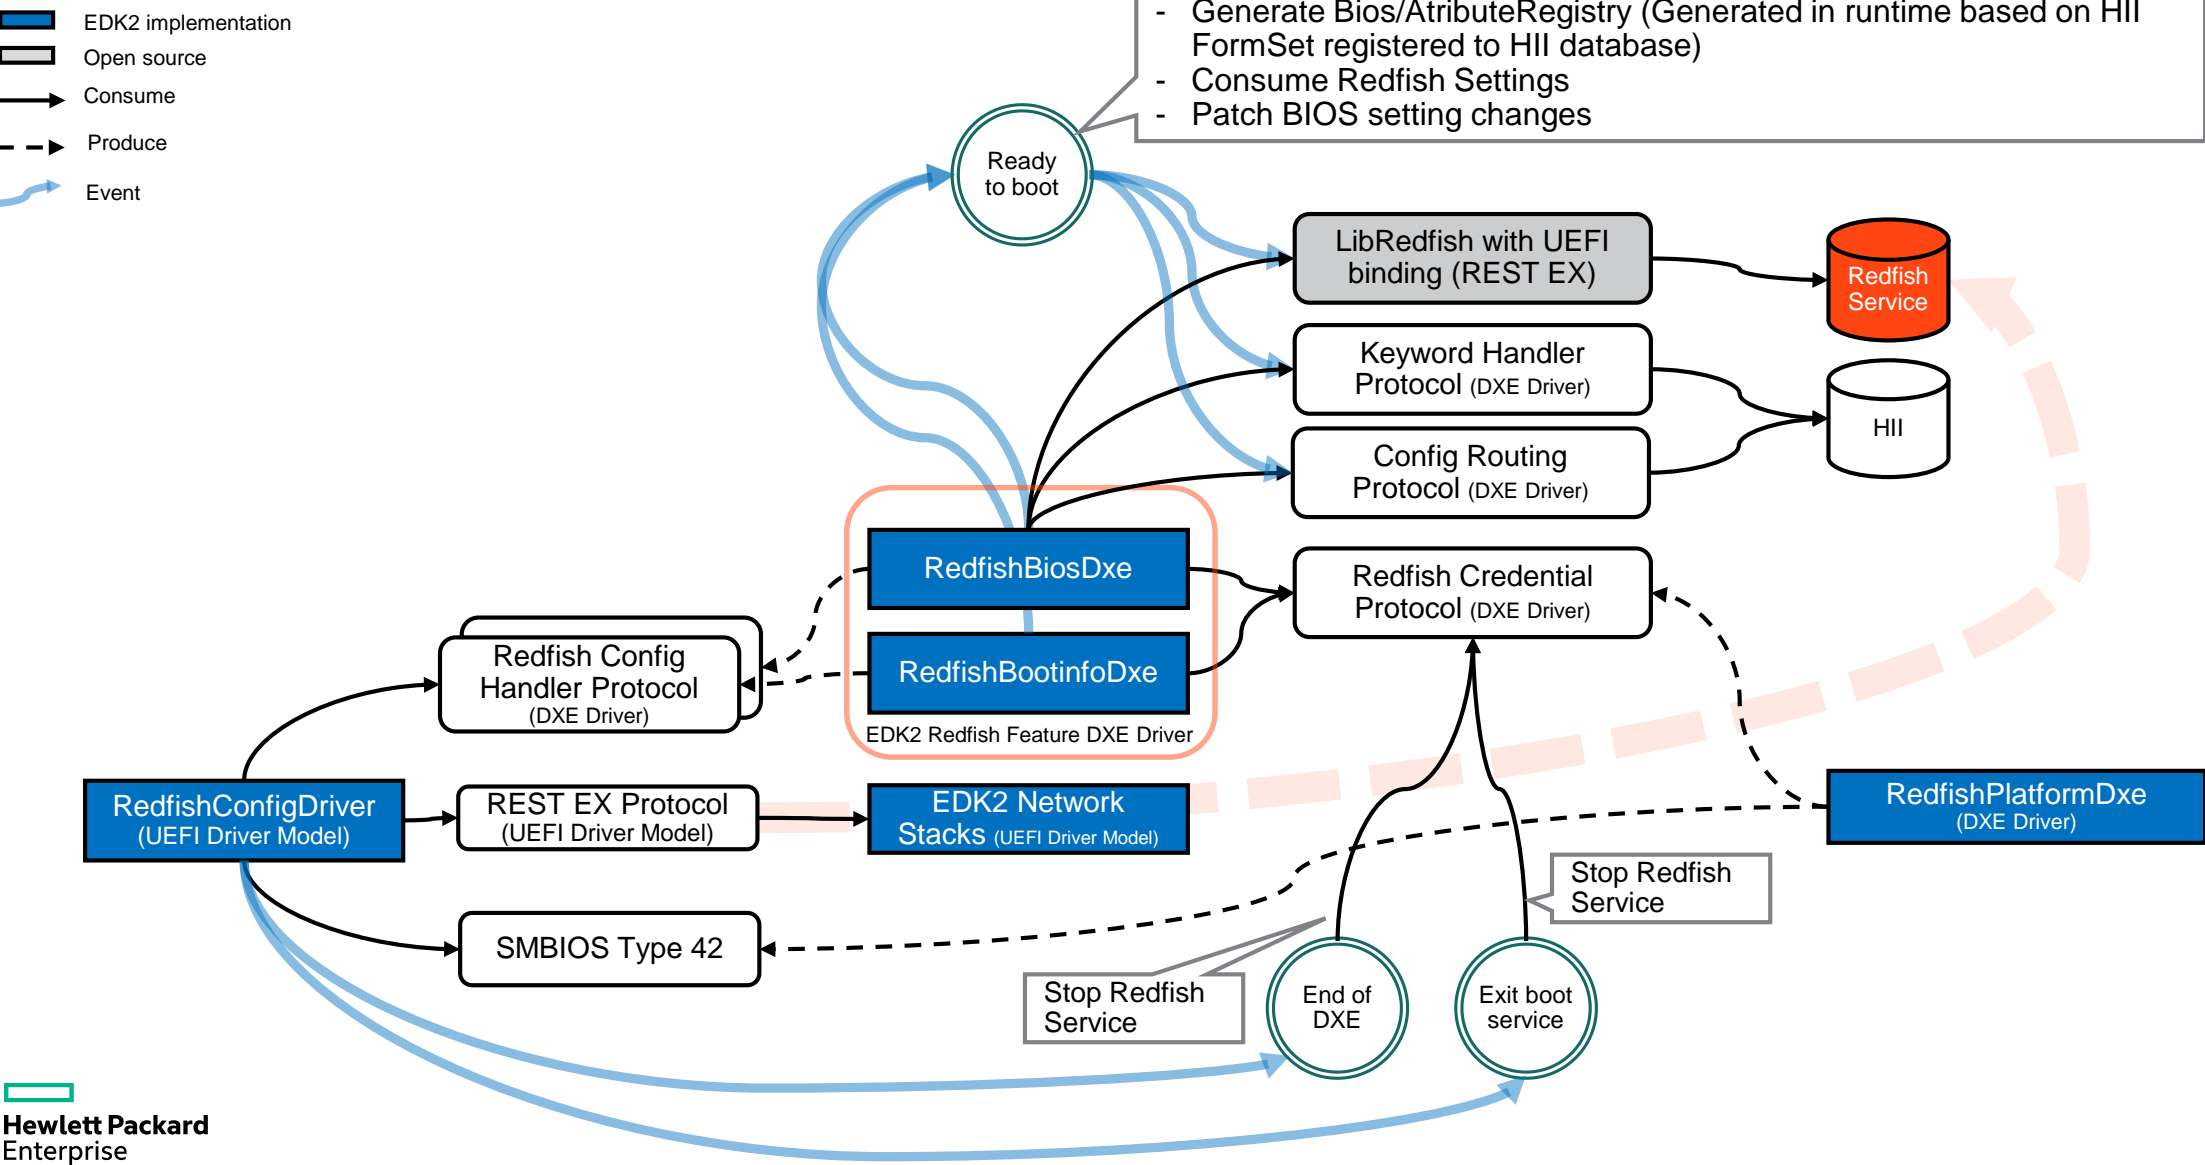 EDK2 implementation
Open source
Consume
Produce
Event
- Generate Bios/AtributeRegistry (Generated in runtime based on HII
FormSet registered to HII database)
- Consume Redfish Settings
- Patch BIOS setting changes
Ready
to boot
LibRedfish with UEFI
binding (REST EX)
Redfish
Service
Keyword Handler
Protocol (DXE Driver)
HII
Config Routing
Protocol (DXE Driver)
RedfishBiosDxe
Redfish Credential
Protocol (DXE Driver)
Redfish Config
Handler Protocol
(DXE Driver)
RedfishBootinfoDxe
EDK2 Redfish Feature DXE Driver
RedfishConfigDriver
(UEFI Driver Model)
REST EX Protocol
(UEFI Driver Model)
EDK2 Network
Stacks (UEFI Driver Model)
RedfishPlatformDxe
(DXE Driver)
Stop Redfish
Service
SMBIOS Type 42
Stop Redfish
Service
End of
DXE
Exit boot
service
Hewlett Packard
Enterprise